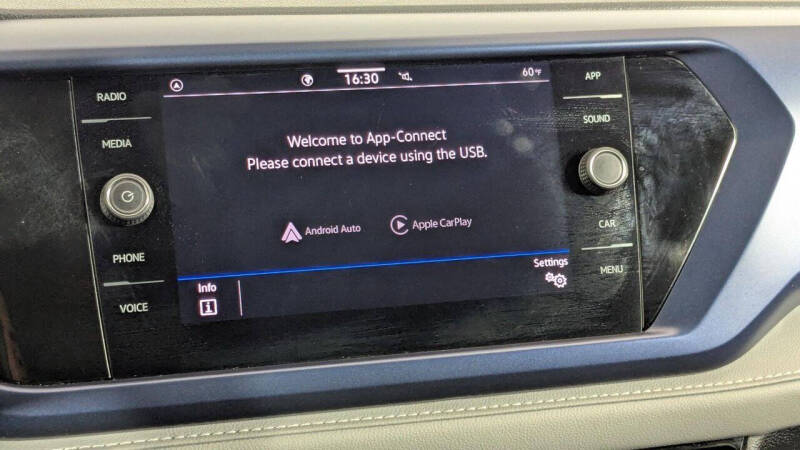 RADIO
MEDIA
PHONE
VOICE
16:30
60°F
Welcome to App-Connect
Please connect a device using the USB.
Android Auto
Apple CarPlay
Info
i
Settings
APP
SOUND
CAR
MENU